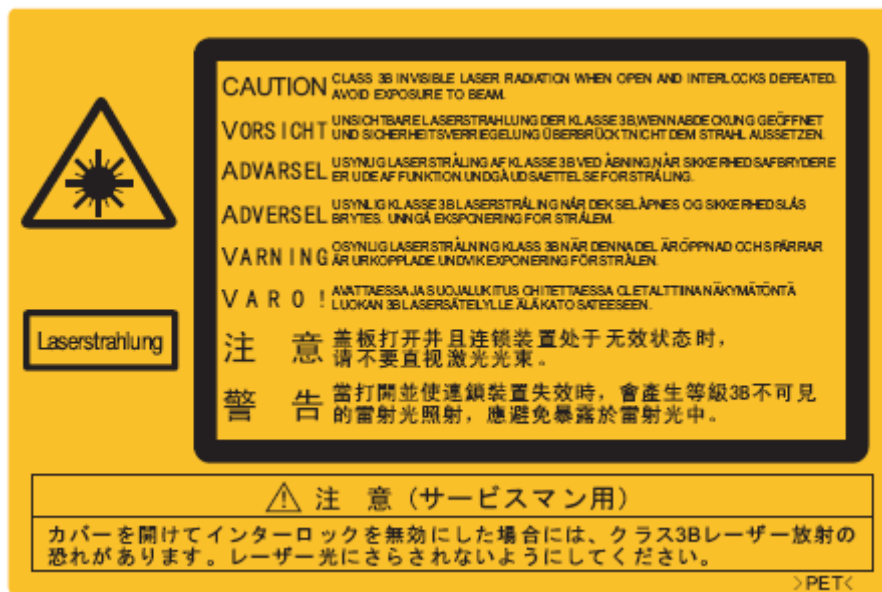 CAUTION CLASS 3B INVISIBLE LASER RADIATION WHEN OPEN AND INTERLOCKS DEFEATED.
AVOID EXPOSURE TO BEAM.
VORSICHT UNSICHTBARE LASERSTRAHLUNG DER KLASSE 3B,WENN ABDECKUNG GEÖFFNET
UND SICHERHEITSVERRIEGELUNG ÜBERBRÜCKT.NICHT DEM STRAHL AUSSETZEN.
ADVARSEL USYNLIG LASERSTRÅLING AF KLASSE 3B VED ÅBNING,NÅR SIKKERHEDSAFBRYDERE
ER UDE AF FUNKTION.UNDGÅ UDSAETTELSE FOR STRÅLING.
ADVERSEL USYNLIG KLASSE 3B LASERSTRÅLING NÅR DEKSEL ÅPNES OG SIKKERHEDSLÅS
BRYTES. UNNGÅ EKSPONERING FOR STRÅLEM.
VARNING OSYNLIG LASERSTRÅLNING KLASS 3B NÄR DENNA DEL ÄR ÖPPNAD OCH SPÄRRAR
ÄR URKOPPLADE.UNDVIK EXPONERING FÖR STRÅLEN.
VARO! AVATTAESSA JA SUOJALUKITUS OHITETTAESSA OLET ALTTIINA NÄKYMÄTÖNTÄ
LUOKAN 3B LASERSÄTEILYLLE.ÄLÄ KATO SATEESEEN.
注 意 盖板打开并且连锁装置处于无效状态时，
请不要直视激光光束。
警 告 當打開並使連鎖裝置失效時，會產生等級3B不可見
的雷射光照射，應避免暴露於雷射光中。
Laserstrahlung
注 意（サービスマン用）
カバーを開けてインターロックを無効にした場合には、クラス3Bレーザー放射の
恐れがあります。レーザー光にさらされないようにしてください。
>PET<